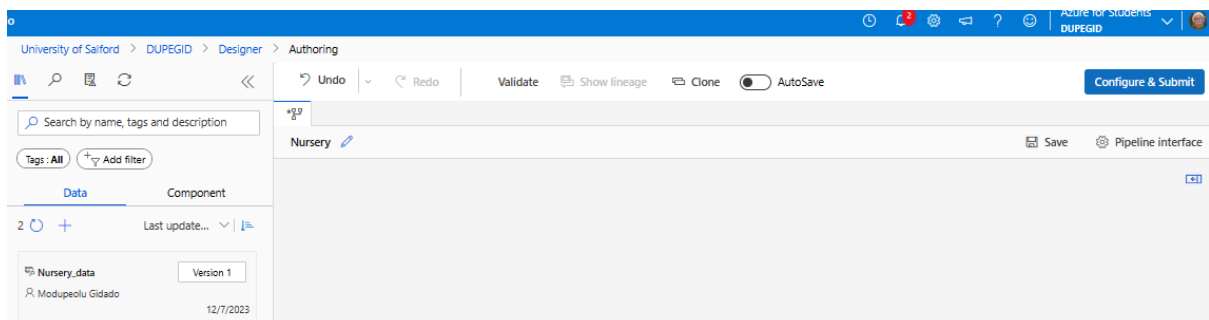 o
2
?
Azure for Students
DUPEGID
University of Salford > DUPEGID > Designer > Authoring
Undo
Redo
Validate
Show lineage
Clone
AutoSave
Configure & Submit
Search by name, tags and description
Nursery
Save
Pipeline interface
Tags : All
Add filter
Data
Component
2
Last update...
Nursery_data
Version 1
Modupeolu Gidado
12/7/2023